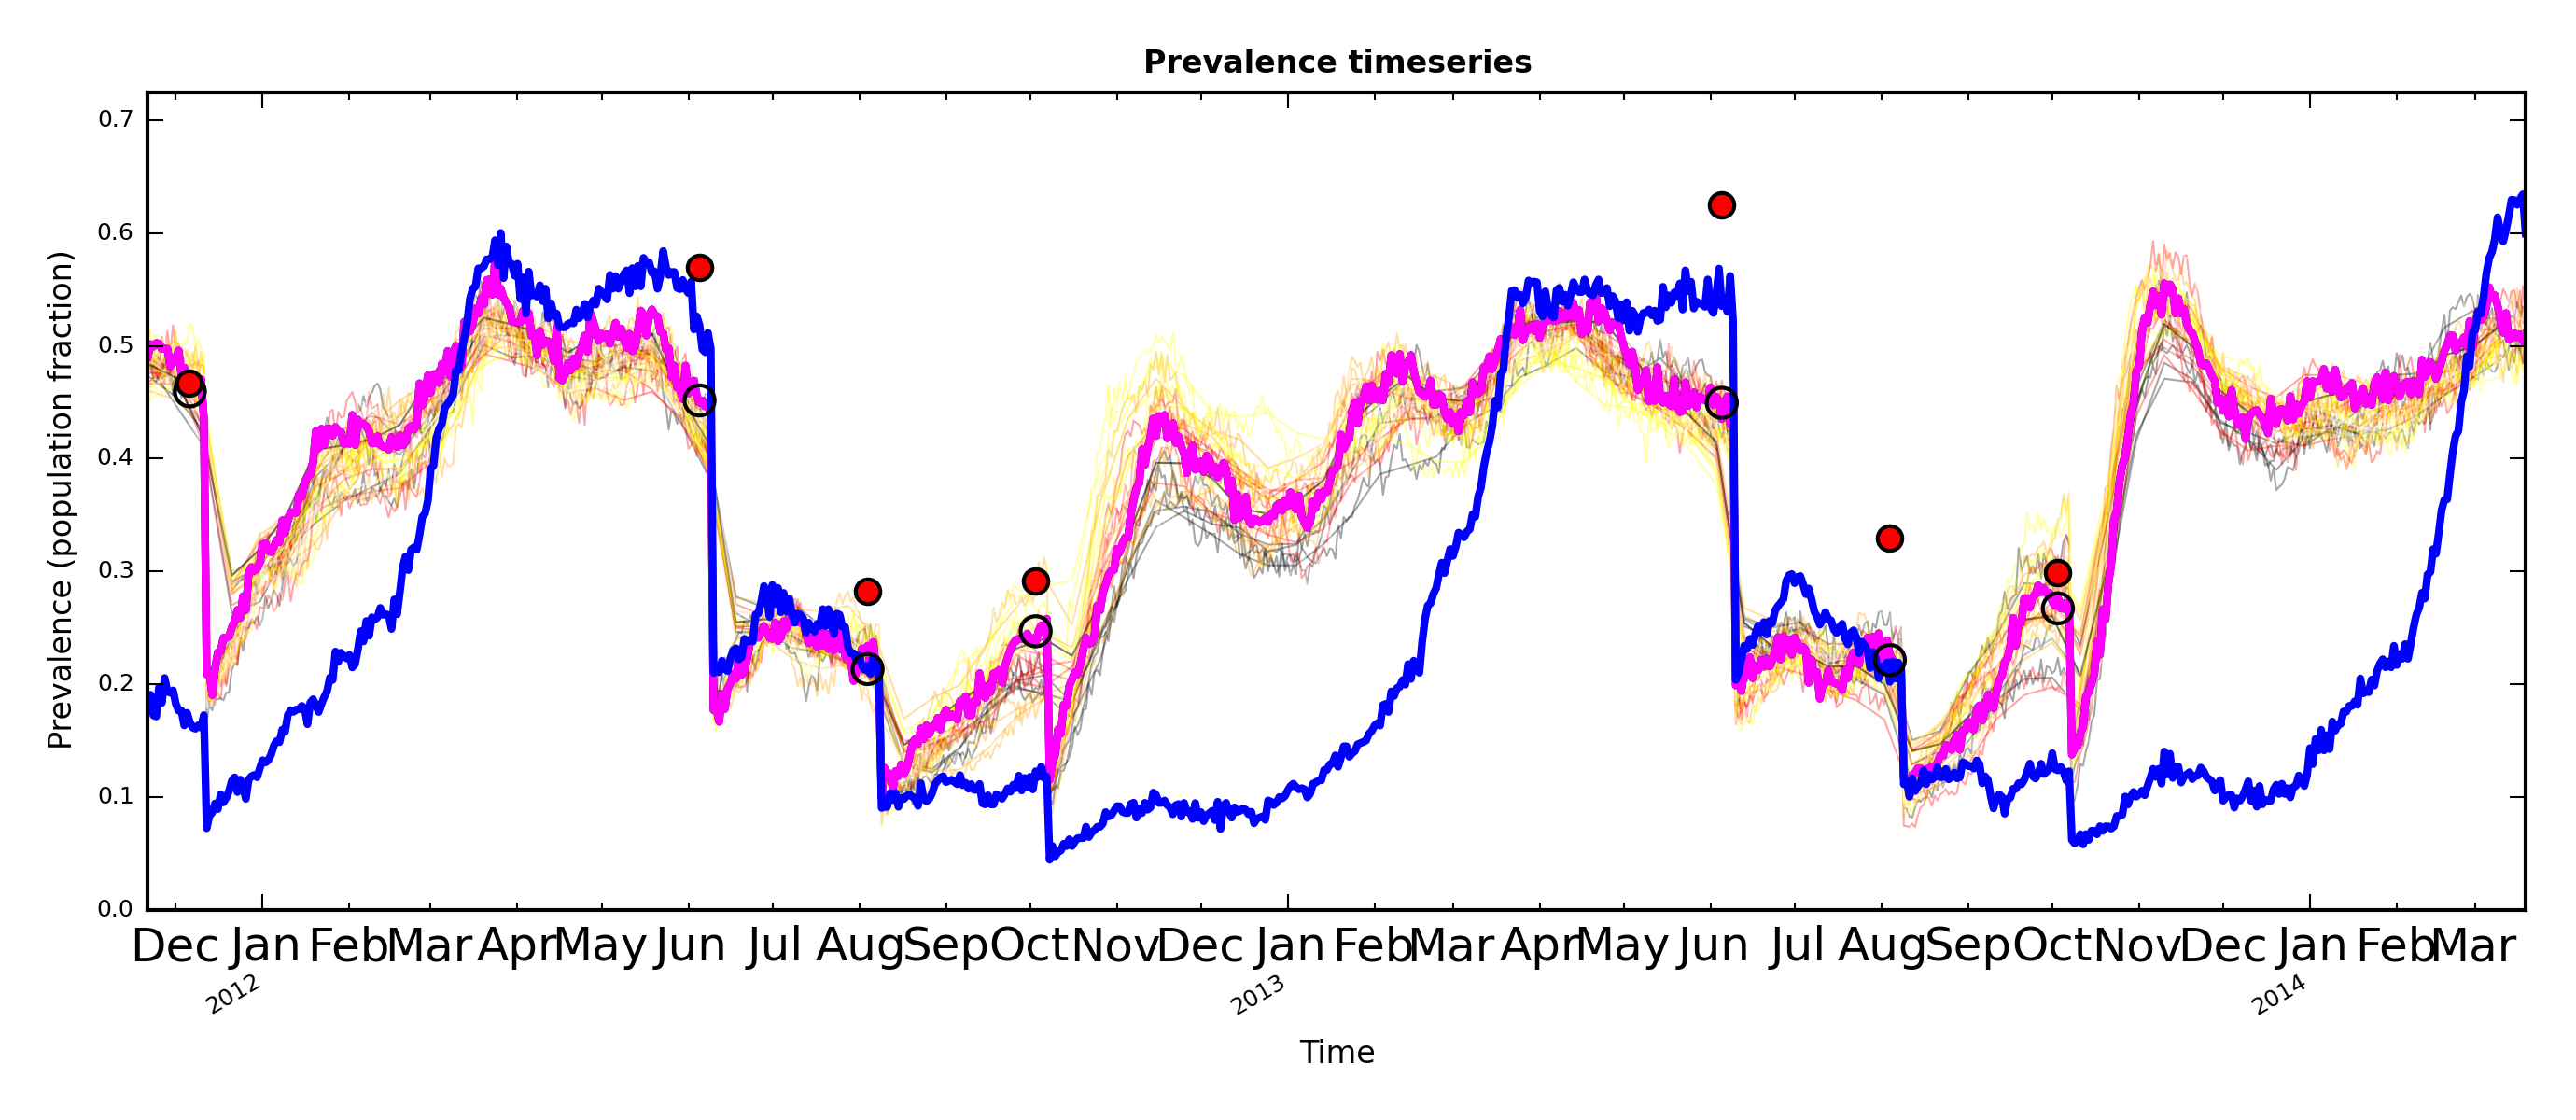 Prevalence timeseries
Prevalence (population fraction)
0.7
0.6
0.5
0.4
0.3
0.2
0.1
0.0
Dec Jan Feb Mar Apr May Jun Jul Aug Sep Oct Nov Dec Jan Feb Mar Apr May Jun Jul Aug Sep Oct Nov Dec Jan Feb Mar
2012 2013 2014
Time